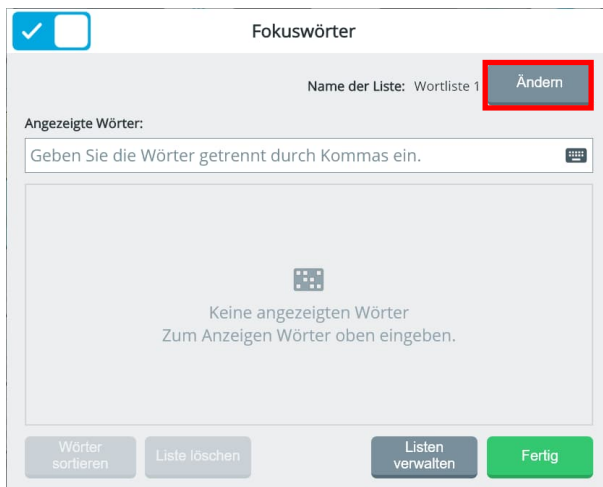 Fokuswörter
Name der Liste: Wortliste 1 Ändern
Angezeigte Wörter:
Geben Sie die Wörter getrennt durch Kommas ein.
Keine angezeigten Wörter
Zum Anzeigen Wörter oben eingeben.
Wörter
sortieren
Liste löschen
Listen
verwalten
Fertig